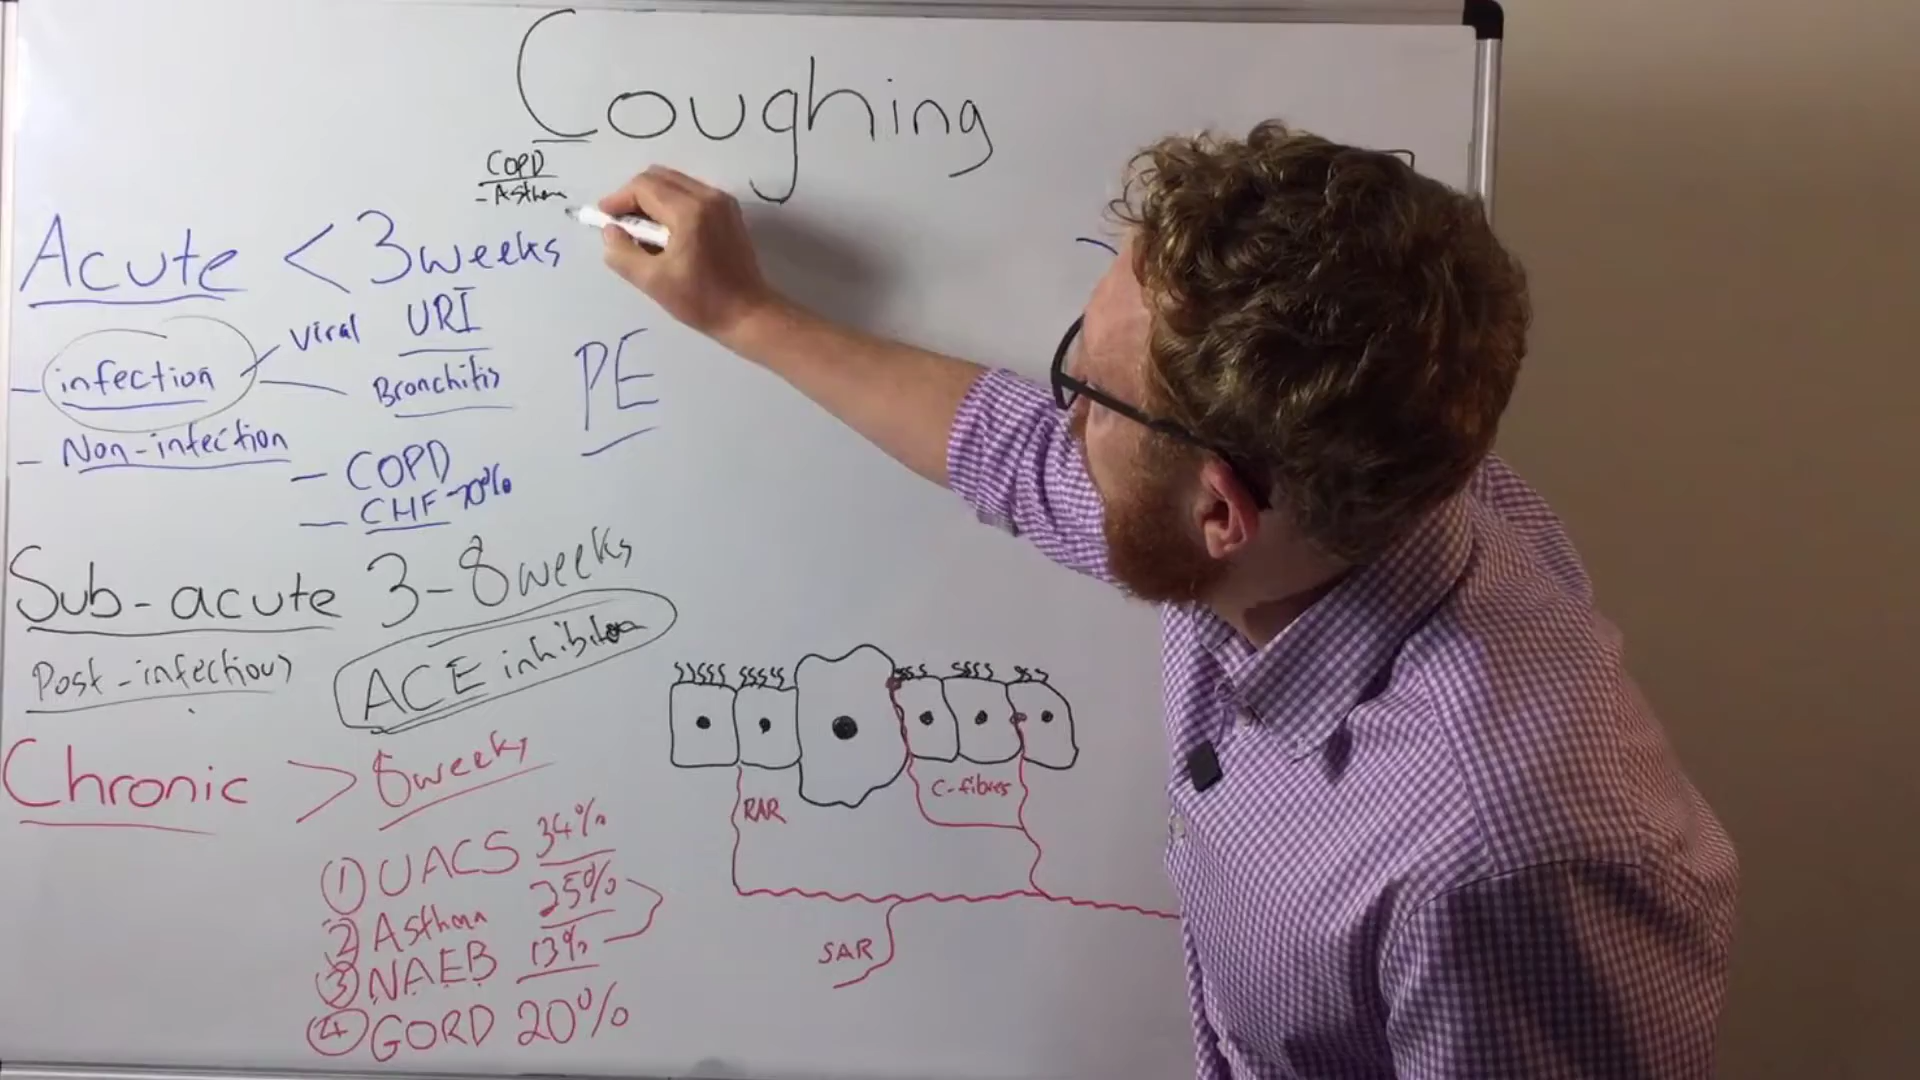 Coughing
COPD
- Asthma
Acute < 3 weeks
- infection
Viral URI
Bronchitis
PE
- Non-infection
- COPD
- CHF -70%
Sub-acute 3-8 weeks
Post-infectious
ACE inhibitor
Chronic > 8 weeks
① UACS 34%
② Asthma 25%
③ NAEB 13%
④ GORD 20%
RAR
C-fibres
SAR